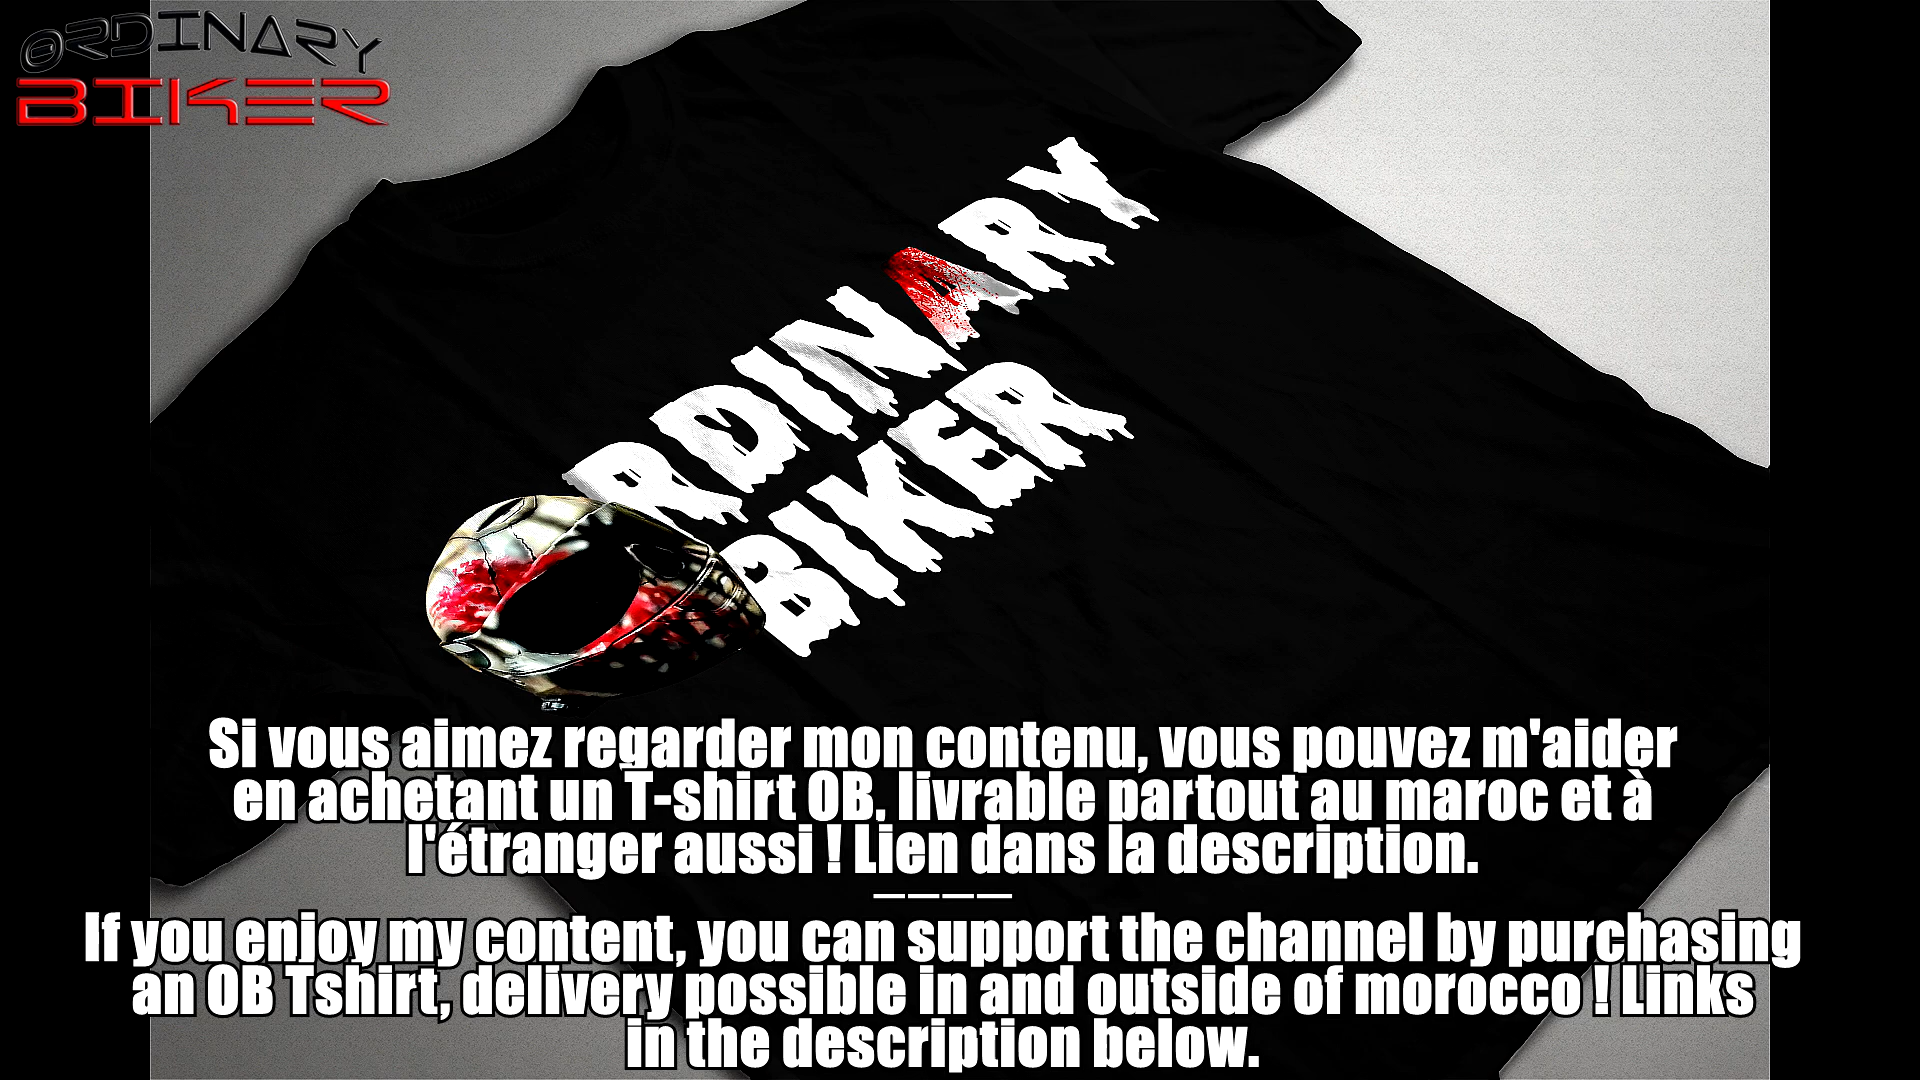 ORDINARY
BIKER
RDINARY
BIKER
Si vous aimez regarder mon contenu, vous pouvez m'aider
en achetant un T-shirt OB. livrable partout au maroc et à
l'étranger aussi ! Lien dans la description.
————
If you enjoy my content, you can support the channel by purchasing
an OB Tshirt, delivery possible in and outside of morocco ! Links
in the description below.